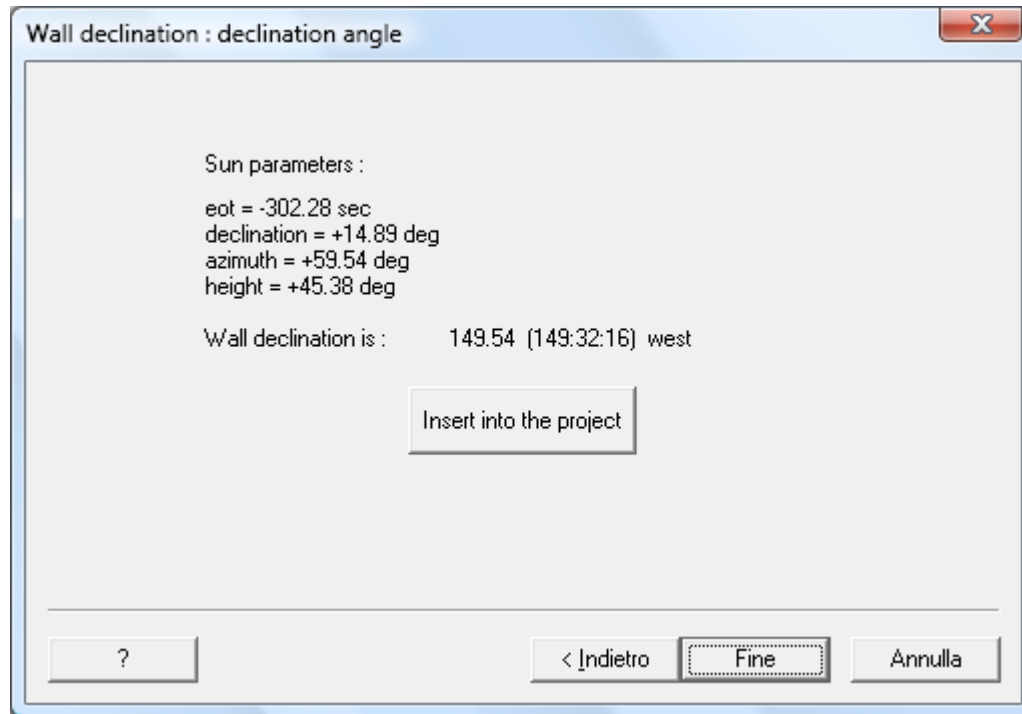 Wall declination : declination angle
Sun parameters :
eot = -302.28 sec
declination = +14.89 deg
azimuth = +59.54 deg
height = +45.38 deg
Wall declination is : 149.54 (149:32:16) west
Insert into the project
? < Indietro Fine Annulla